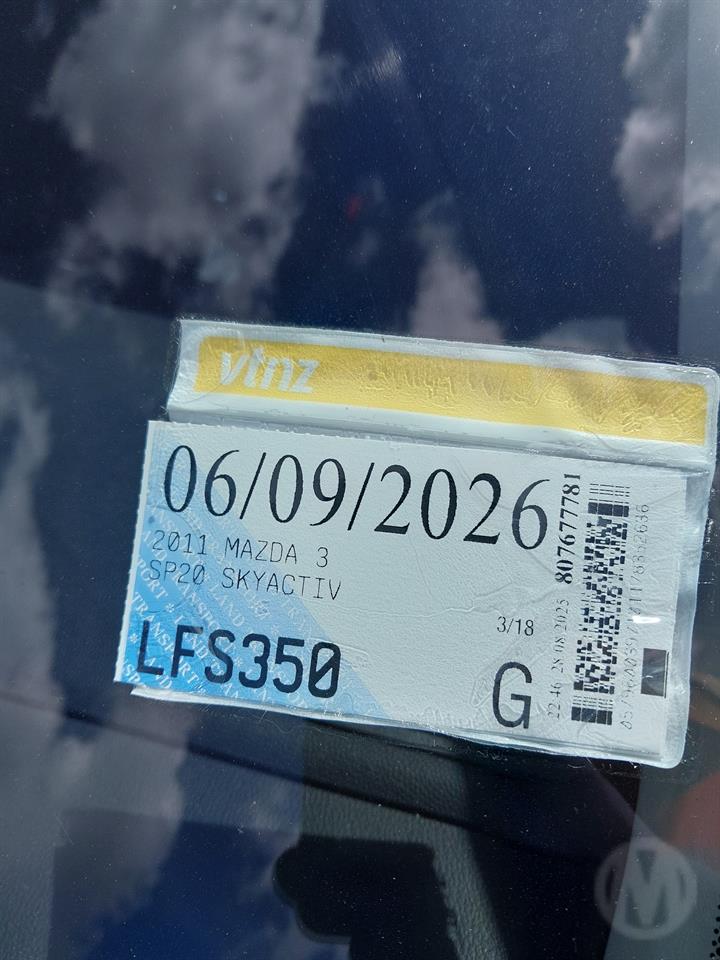 vtnz
06/09/2026
2011 MAZDA 3
SP20 SKYACTIV
LFS350
3/18
G
22:46 28/08/2025
807677781
M